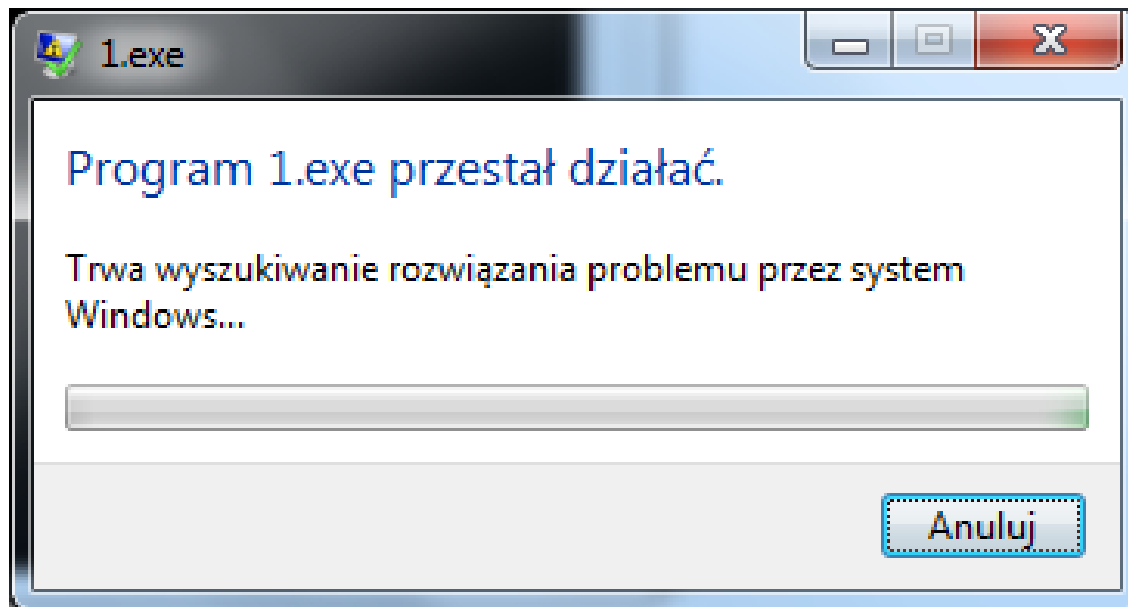 1.exe
Program 1.exe przestał działać.
Trwa wyszukiwanie rozwiązania problemu przez system
Windows...
Anuluj